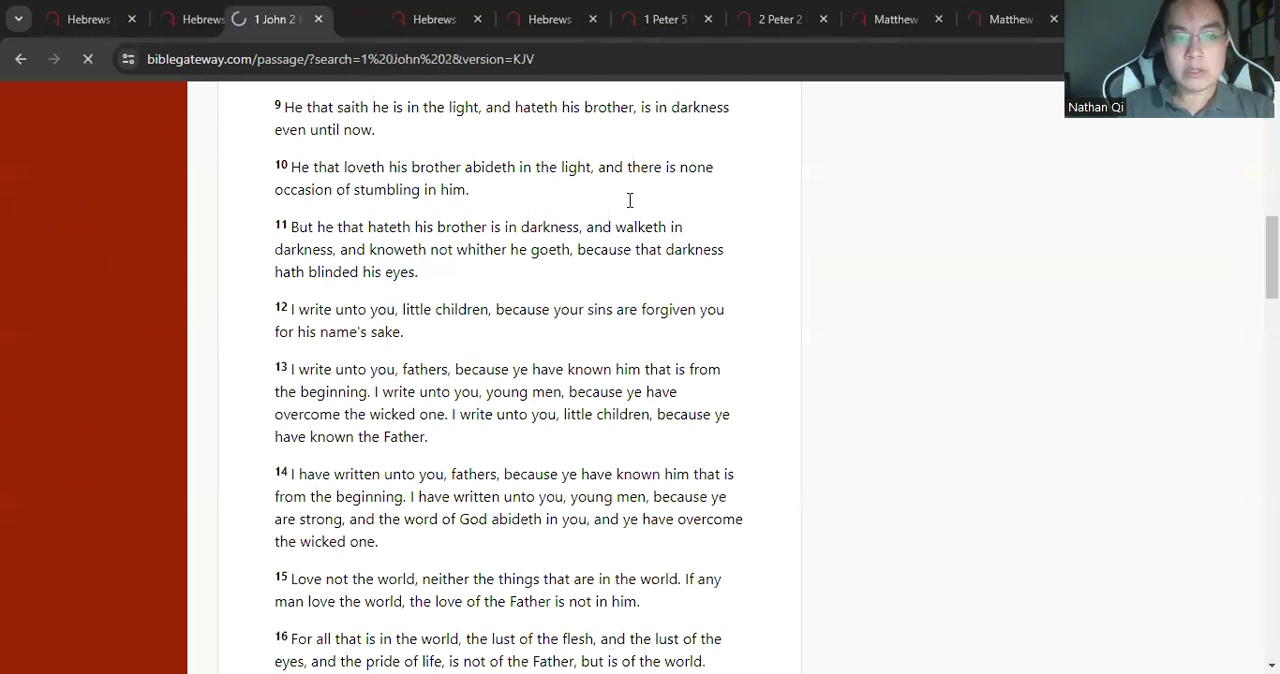 Hebrews
Hebrews
1 John 2
Hebrews
Hebrews
1 Peter 5
2 Peter 2
Matthew
Matthew
biblegateway.com/passage/?search=1%20John%202&version=KJV
Nathan Qi
9 He that saith he is in the light, and hateth his brother, is in darkness
even until now.
10 He that loveth his brother abideth in the light, and there is none
occasion of stumbling in him.
11 But he that hateth his brother is in darkness, and walketh in
darkness, and knoweth not whither he goeth, because that darkness
hath blinded his eyes.
12 I write unto you, little children, because your sins are forgiven you
for his name's sake.
13 I write unto you, fathers, because ye have known him that is from
the beginning. I write unto you, young men, because ye have
overcome the wicked one. I write unto you, little children, because ye
have known the Father.
14 I have written unto you, fathers, because ye have known him that is
from the beginning. I have written unto you, young men, because ye
are strong, and the word of God abideth in you, and ye have overcome
the wicked one.
15 Love not the world, neither the things that are in the world. If any
man love the world, the love of the Father is not in him.
16 For all that is in the world, the lust of the flesh, and the lust of the
eyes, and the pride of life, is not of the Father, but is of the world.